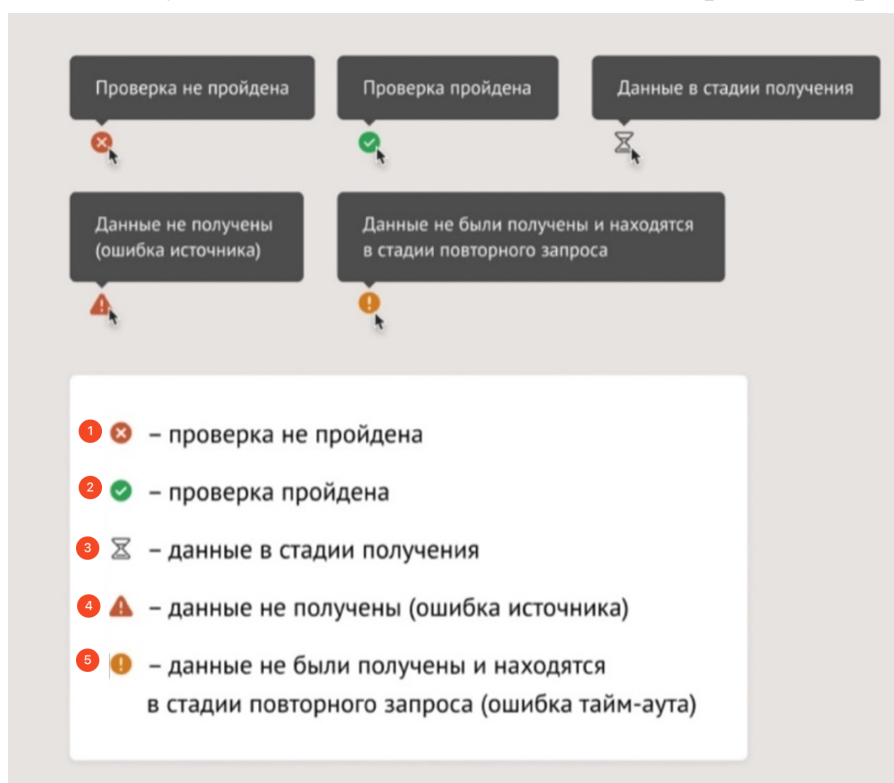 Проверка не пройдена
Проверка пройдена
Данные в стадии получения
Данные не получены
(ошибка источника)
Данные не были получены и находятся
в стадии повторного запроса
1 – проверка не пройдена
2 – проверка пройдена
3 – данные в стадии получения
4 – данные не получены (ошибка источника)
5 – данные не были получены и находятся
в стадии повторного запроса (ошибка тайм-аута)